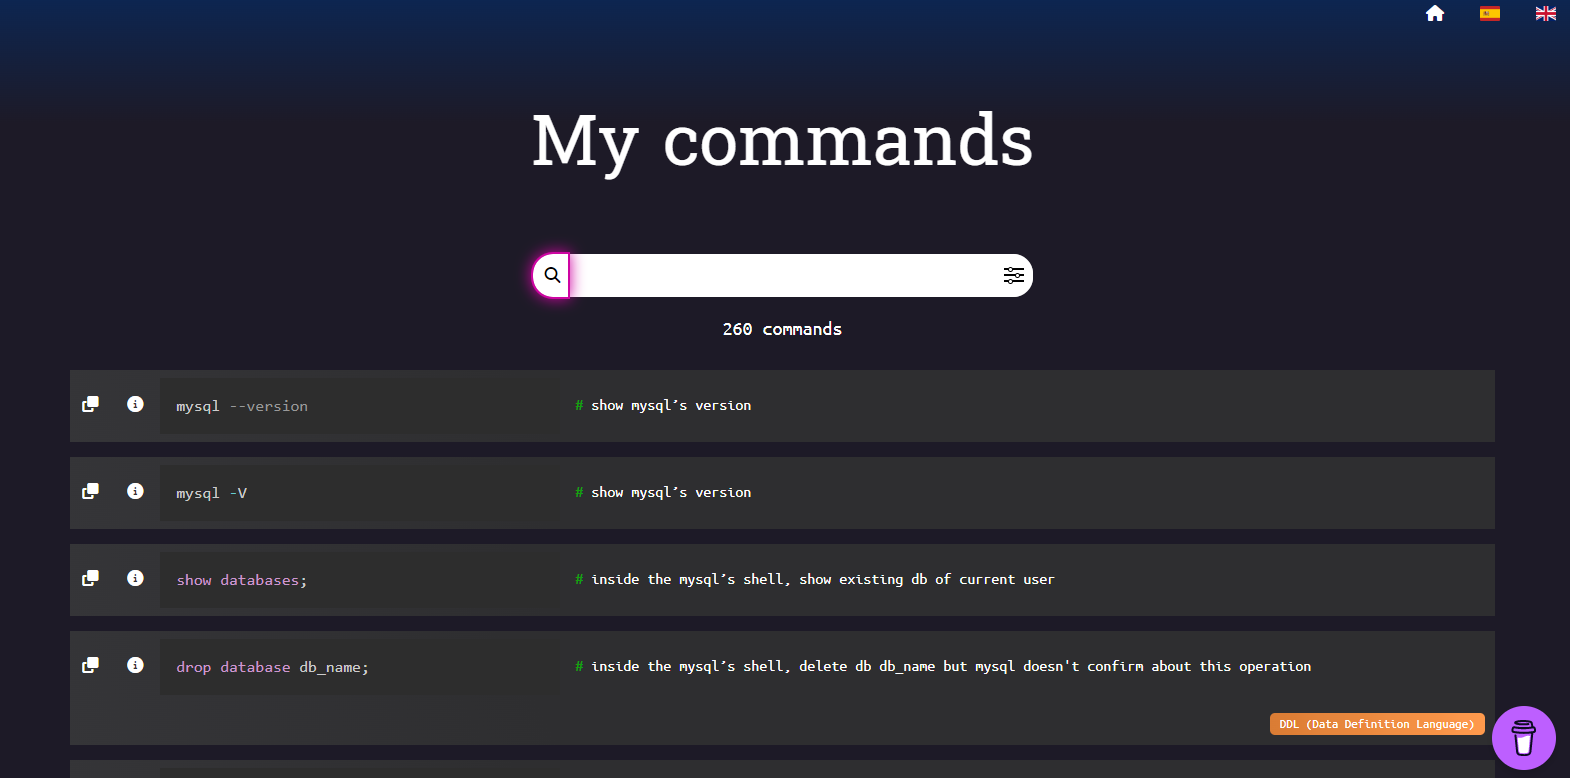 My commands
260 commands
mysql --version # show mysql’s version
mysql -V # show mysql’s version
show databases; # inside the mysql’s shell, show existing db of current user
drop database db_name; # inside the mysql’s shell, delete db db_name but mysql doesn't confirm about this operation
DDL (Data Definition Language)